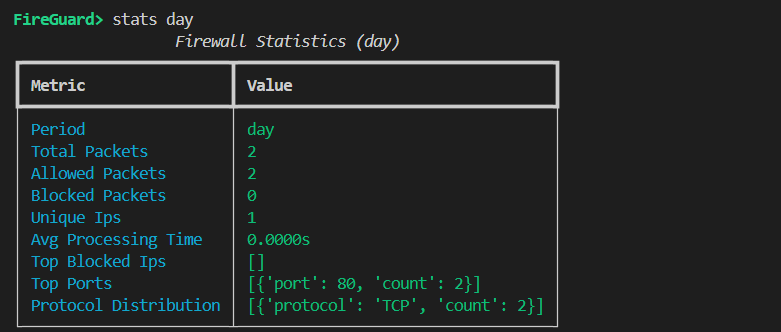 FireGuard> stats day
Firewall Statistics (day)
Metric Value
Period day
Total Packets 2
Allowed Packets 2
Blocked Packets 0
Unique Ips 1
Avg Processing Time 0.0000s
Top Blocked Ips []
Top Ports [{'port': 80, 'count': 2}]
Protocol Distribution [{'protocol': 'TCP', 'count': 2}]